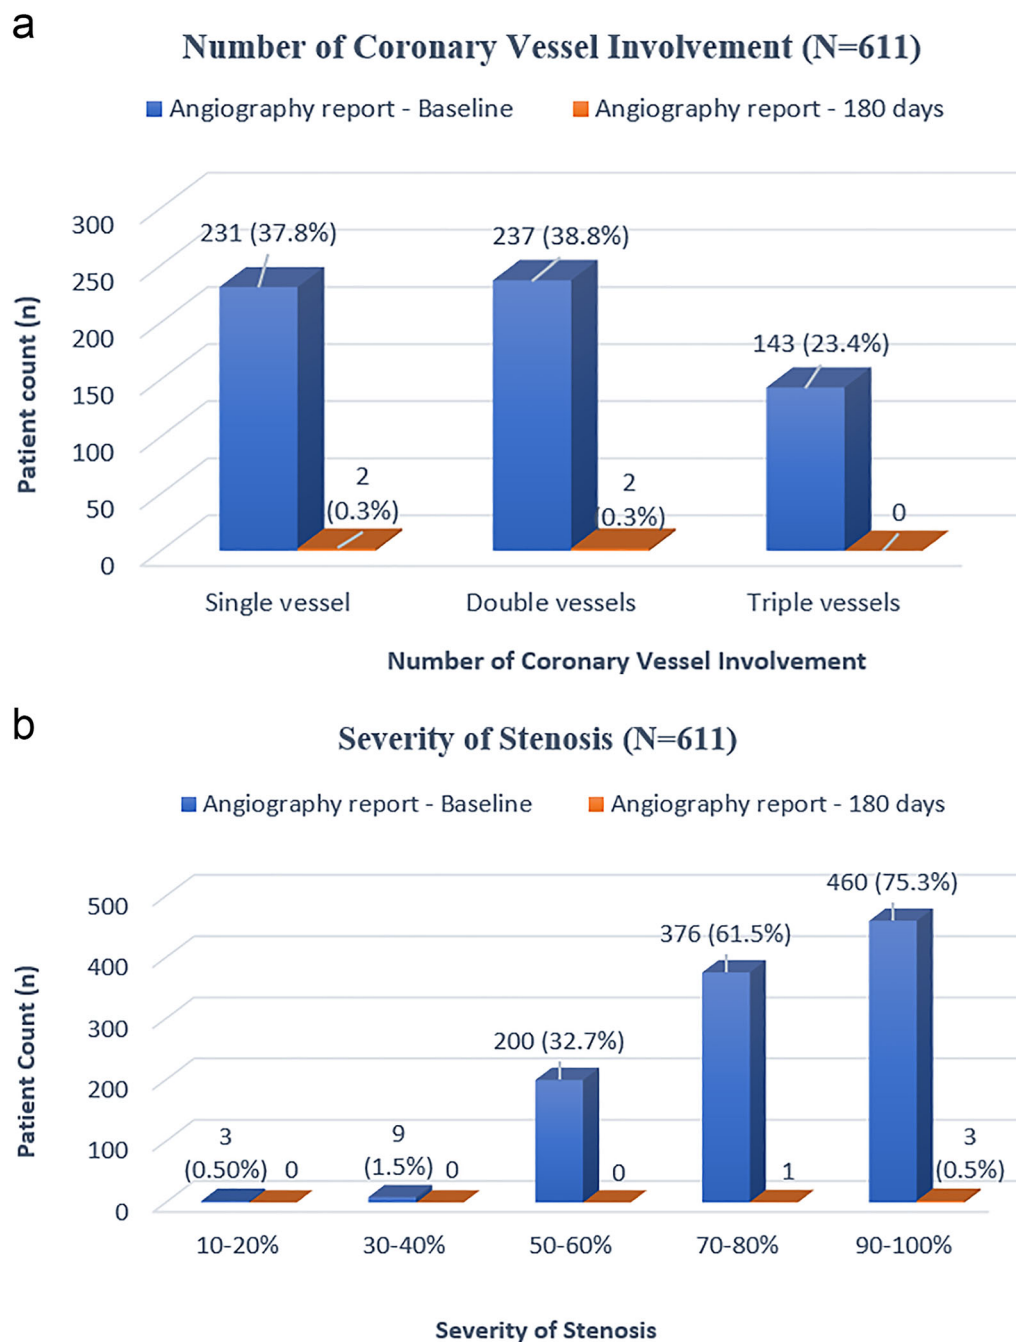 a
Number of Coronary Vessel Involvement (N=611)
Angiography report - Baseline
Angiography report - 180 days
Patient count (n)
300
250
200
150
100
50
0
231 (37.8%)
2
(0.3%)
237 (38.8%)
2
(0.3%)
143 (23.4%)
0
Single vessel
Double vessels
Triple vessels
Number of Coronary Vessel Involvement
b
Severity of Stenosis (N=611)
Angiography report - Baseline
Angiography report - 180 days
Patient Count (n)
500
400
300
200
100
0
3
(0.50%)
0
9
(1.5%)
0
200 (32.7%)
0
376 (61.5%)
1
460 (75.3%)
3
(0.5%)
10-20%
30-40%
50-60%
70-80%
90-100%
Severity of Stenosis